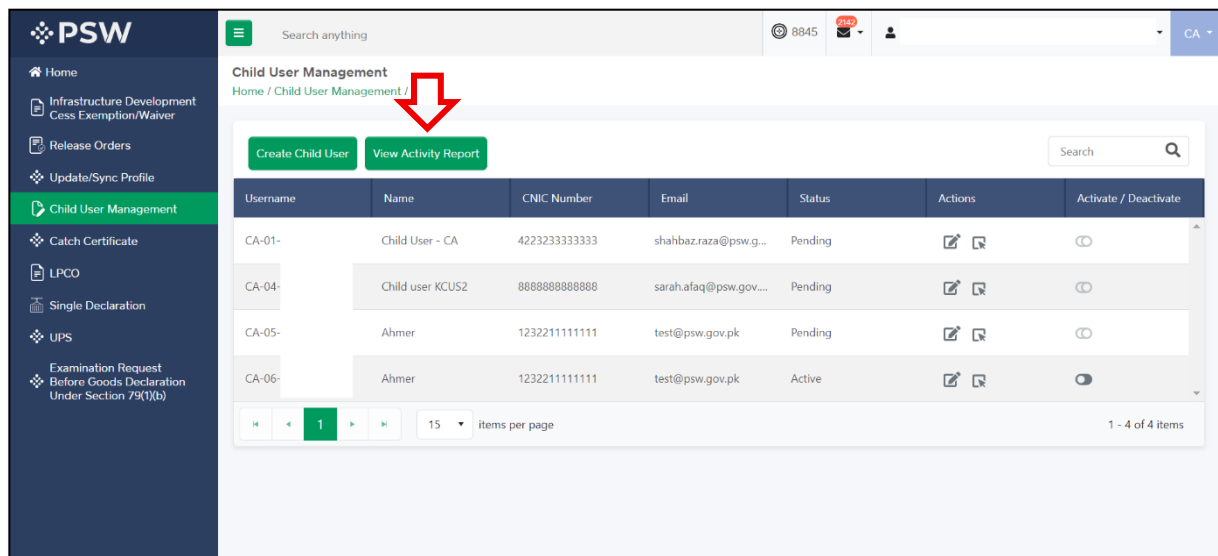 PSW
Search anything
8845
2142
CA
Home
Infrastructure Development
Cess Exemption/Waiver
Release Orders
Update/Sync Profile
Child User Management
Catch Certificate
LPCO
Single Declaration
UPS
Examination Request
Before Goods Declaration
Under Section 79(1)(b)
Child User Management
Home / Child User Management /
Create Child User View Activity Report Search
Username Name CNIC Number Email Status Actions Activate / Deactivate
CA-01- Child User - CA 4223233333333 shahbaz.raza@psw.g... Pending
CA-04- Child user KCUS2 8888888888888 sarah.afaq@psw.gov.... Pending
CA-05- Ahmer 1232211111111 test@psw.gov.pk Pending
CA-06- Ahmer 1232211111111 test@psw.gov.pk Active
1 15 items per page 1 - 4 of 4 items